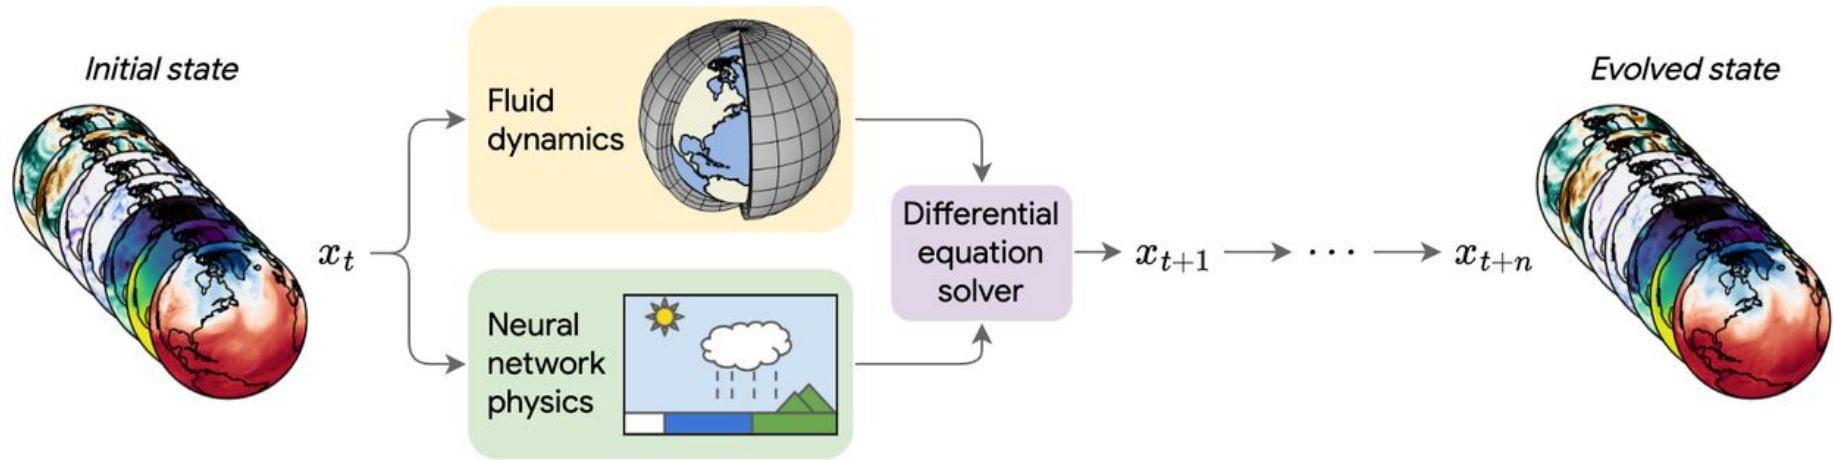 Initial state
x_t
Fluid
dynamics
Neural
network
physics
Differential
equation
solver
x_{t+1}
...
x_{t+n}
Evolved state